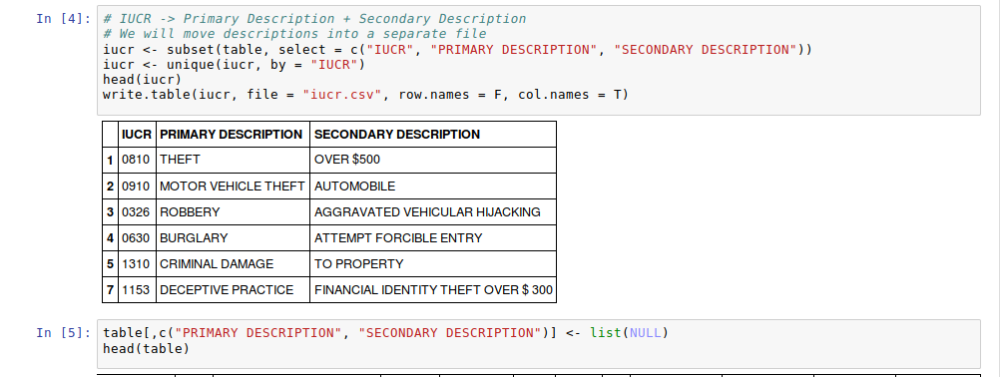 In [4]: # IUCR -> Primary Description + Secondary Description
# We will move descriptions into a separate file
iucr <- subset(table, select = c("IUCR", "PRIMARY DESCRIPTION", "SECONDARY DESCRIPTION"))
iucr <- unique(iucr, by = "IUCR")
head(iucr)
write.table(iucr, file = "iucr.csv", row.names = F, col.names = T)
IUCR PRIMARY DESCRIPTION SECONDARY DESCRIPTION
1 0810 THEFT OVER $500
2 0910 MOTOR VEHICLE THEFT AUTOMOBILE
3 0326 ROBBERY AGGRAVATED VEHICULAR HIJACKING
4 0630 BURGLARY ATTEMPT FORCIBLE ENTRY
5 1310 CRIMINAL DAMAGE TO PROPERTY
7 1153 DECEPTIVE PRACTICE FINANCIAL IDENTITY THEFT OVER $ 300
In [5]: table[,c("PRIMARY DESCRIPTION", "SECONDARY DESCRIPTION")] <- list(NULL)
head(table)